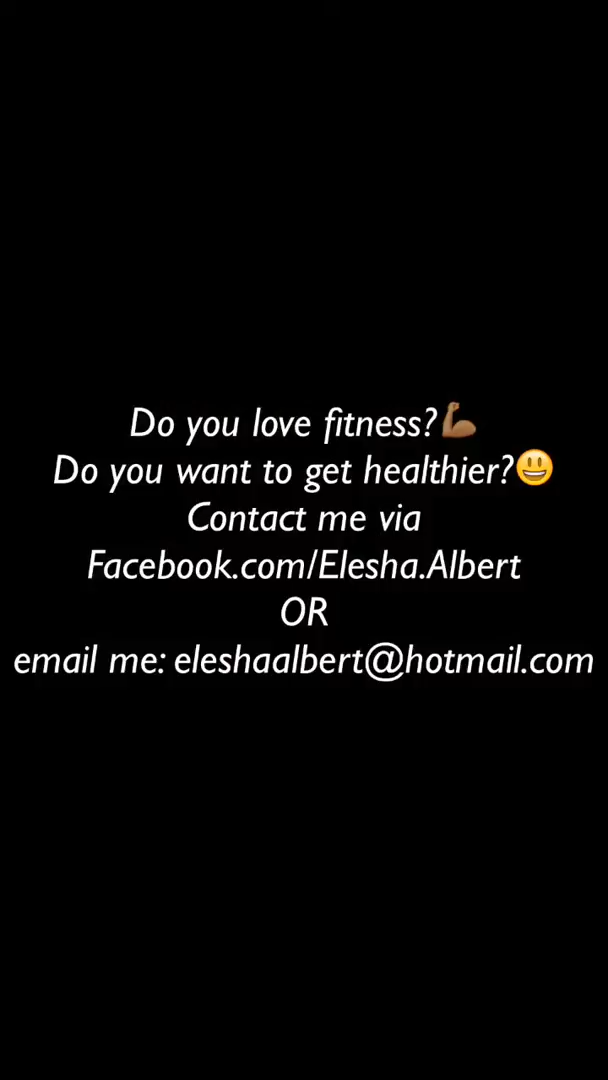 Do you love fitness?💪🏾
Do you want to get healthier?😃
Contact me via
Facebook.com/Elesha.Albert
OR
email me: eleshaalbert@hotmail.com